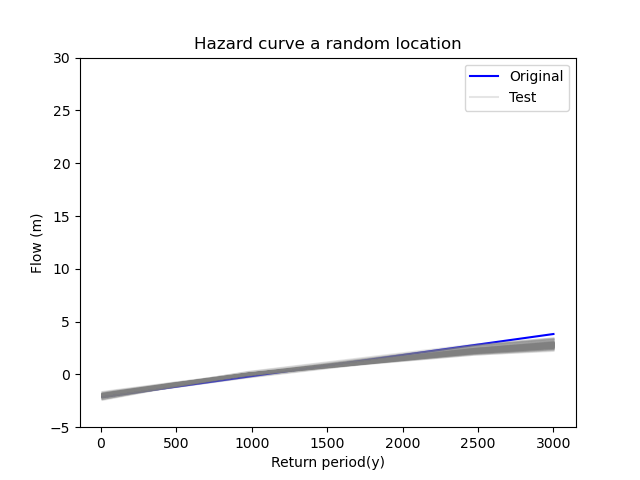 Hazard curve a random location
Original
Test
30
25
20
15
10
5
0
−5
Flow (m)
0 500 1000 1500 2000 2500 3000
Return period(y)